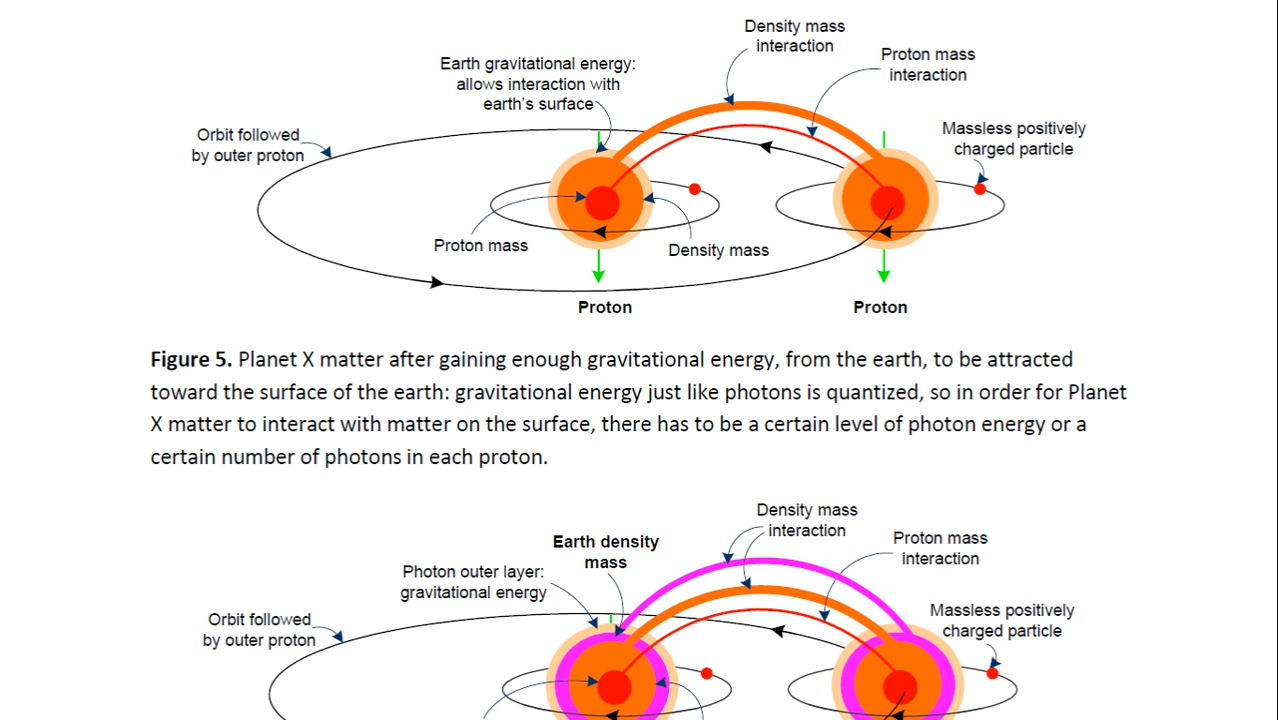 Density mass
interaction
Proton mass
interaction
Earth gravitational energy:
allows interaction with
earth's surface
Orbit followed
by outer proton
Massless positively
charged particle
Proton mass
Density mass
Proton
Proton
Figure 5. Planet X matter after gaining enough gravitational energy, from the earth, to be attracted
toward the surface of the earth: gravitational energy just like photons is quantized, so in order for Planet
X matter to interact with matter on the surface, there has to be a certain level of photon energy or a
certain number of photons in each proton.
Density mass
interaction
Earth density
mass
Proton mass
interaction
Photon outer layer:
gravitational energy
Orbit followed
by outer proton
Massless positively
charged particle